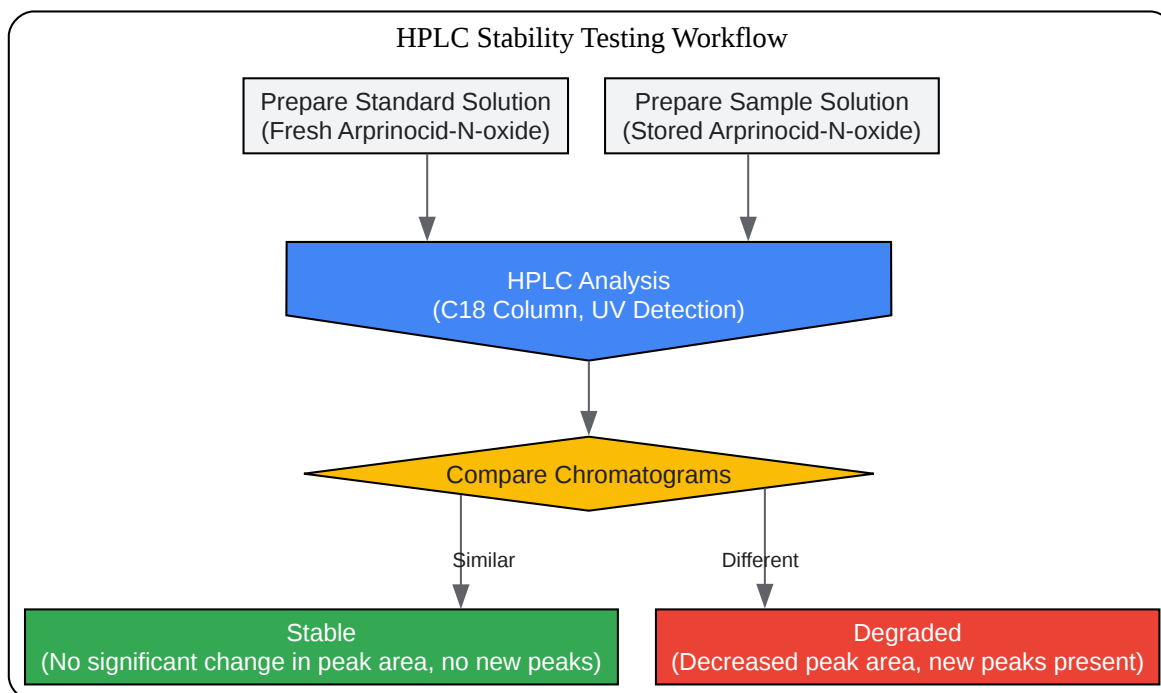 HPLC Stability Testing Workflow
Prepare Standard Solution
(Fresh Arprinocid-N-oxide)
Prepare Sample Solution
(Stored Arprinocid-N-oxide)
HPLC Analysis
(C18 Column, UV Detection)
Compare Chromatograms
Similar
Different
Stable
(No significant change in peak area, no new peaks)
Degraded
(Decreased peak area, new peaks present)